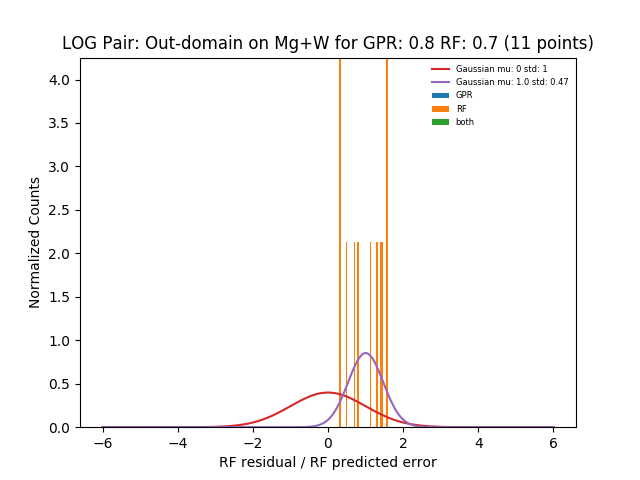 LOG Pair: Out-domain on Mg+W for GPR: 0.8 RF: 0.7 (11 points)
Gaussian mu: 0 std: 1
Gaussian mu: 1.0 std: 0.47
GPR
RF
both
Normalized Counts
4.0
3.5
3.0
2.5
2.0
1.5
1.0
0.5
0.0
−6 −4 −2 0 2 4 6
RF residual / RF predicted error